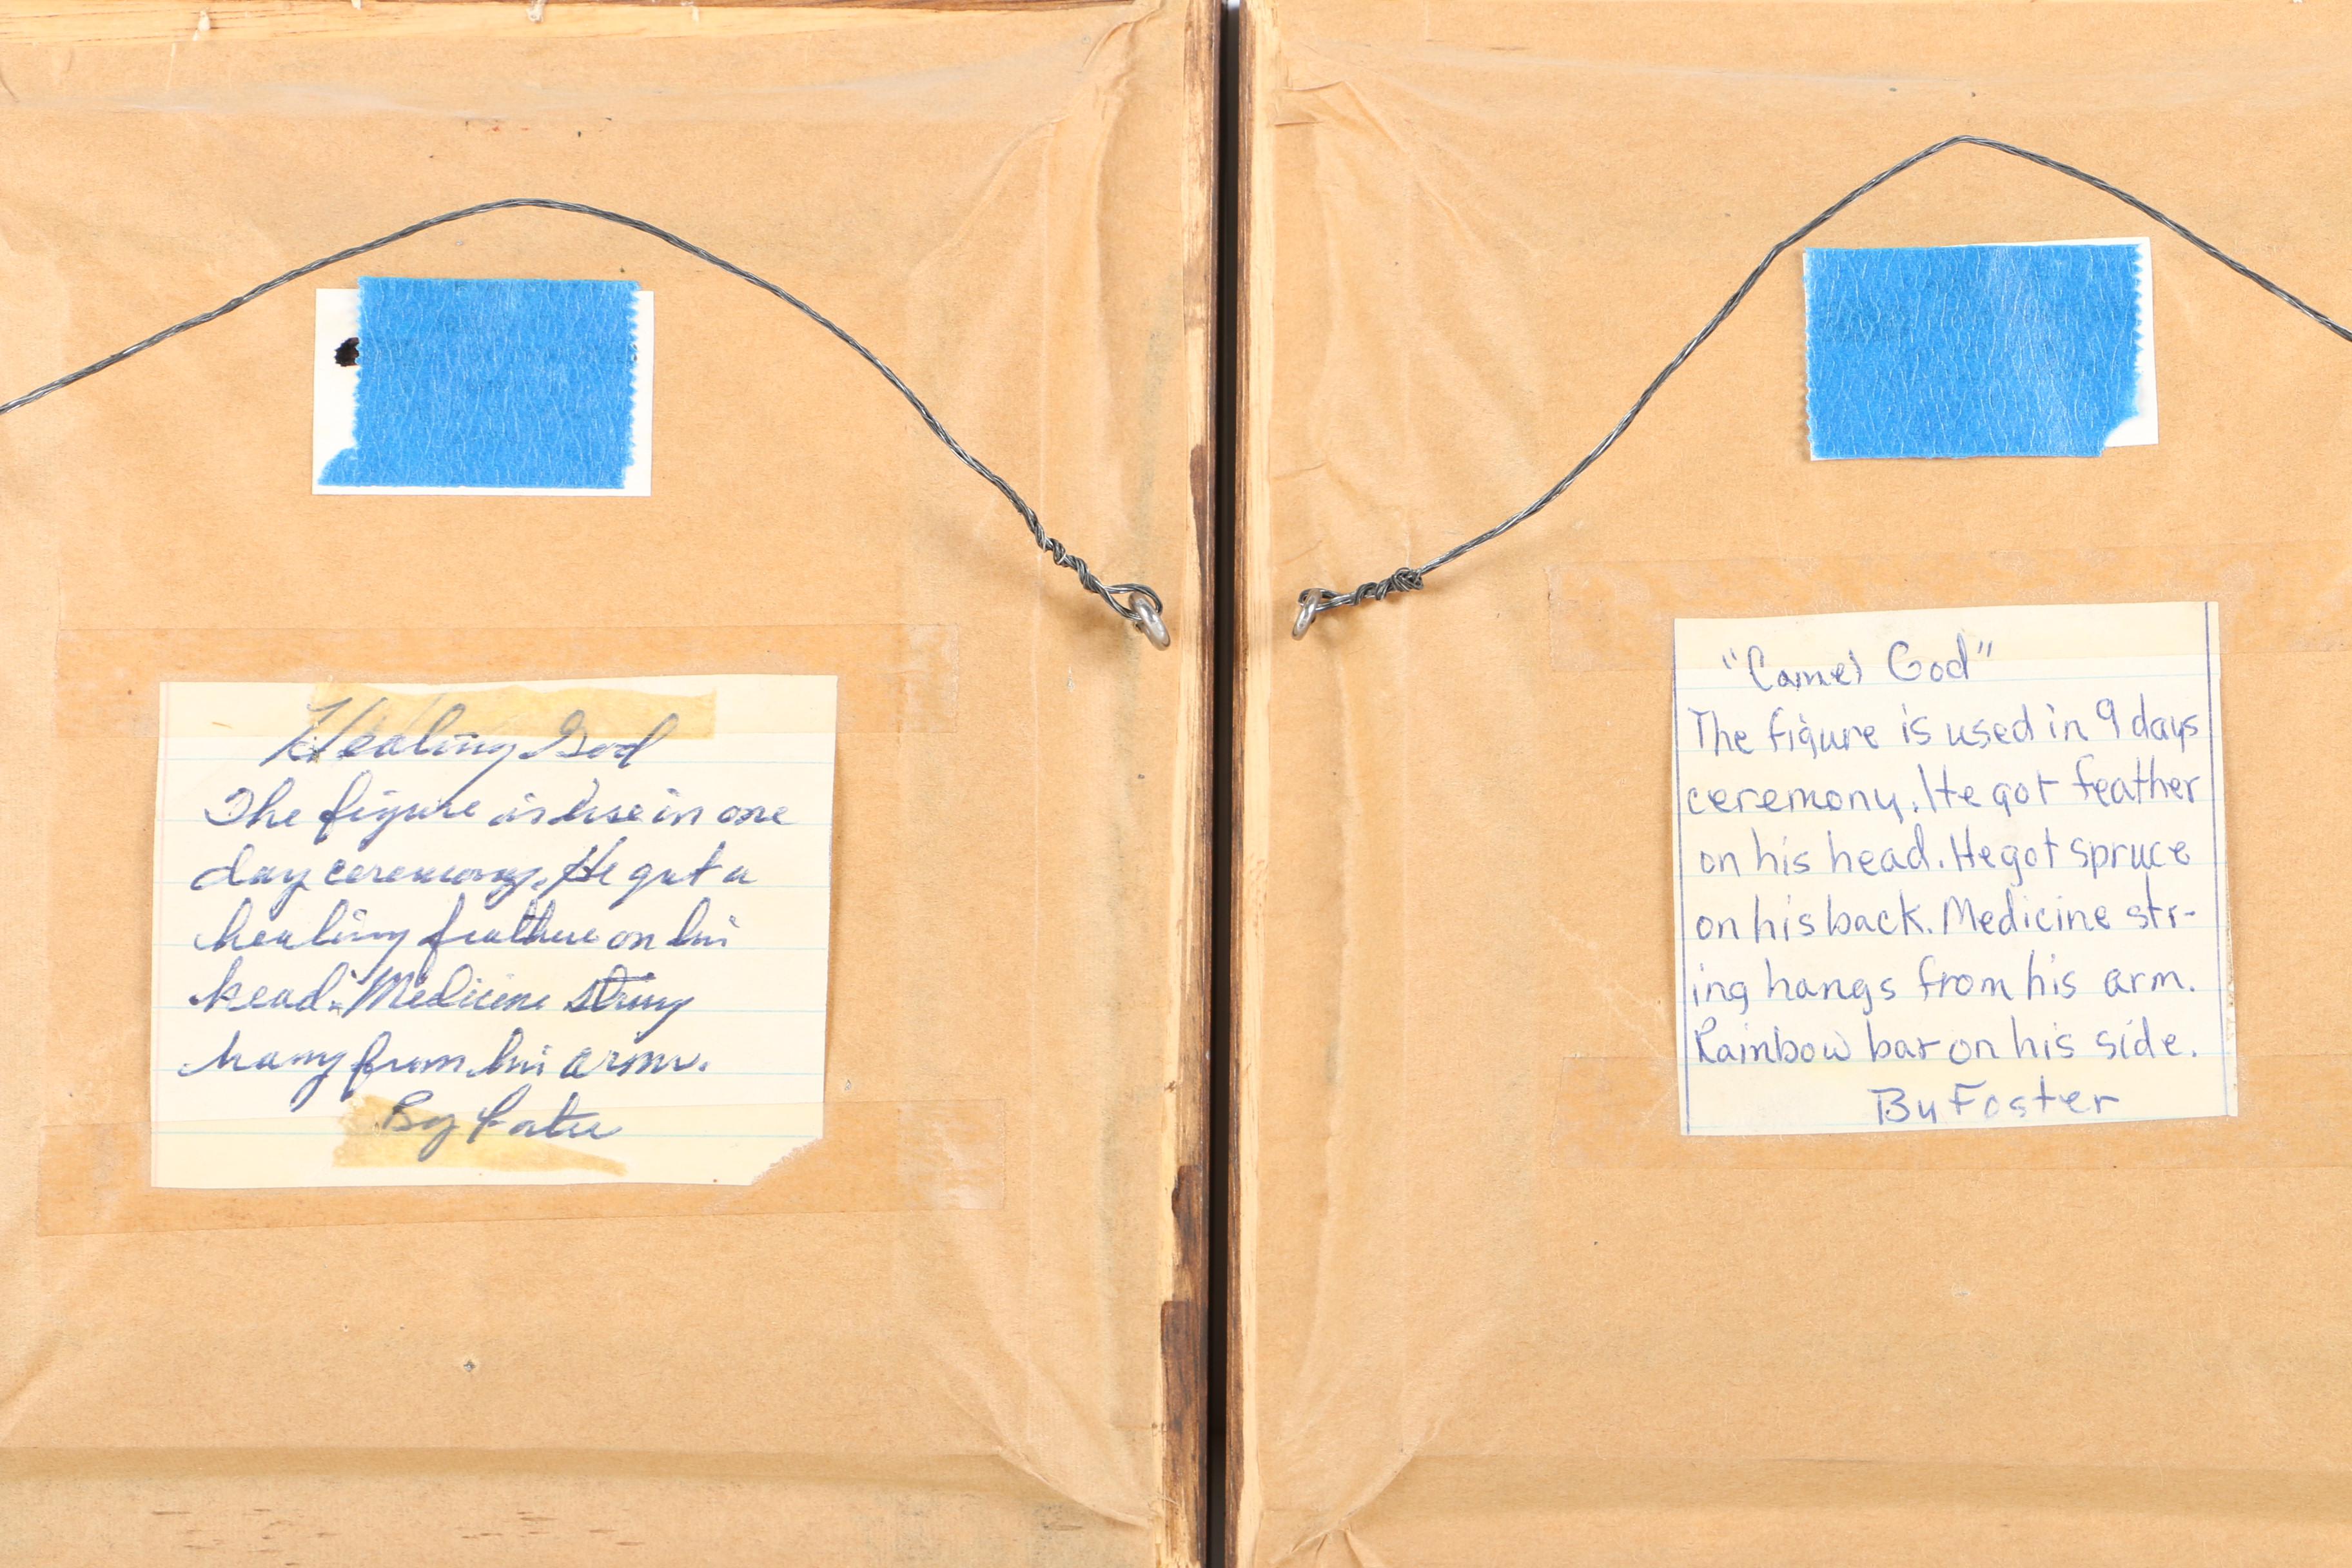 Healing God
The figure is use in one
day ceremony. He got a
healing feather on his
head. Medicine string
hang from his arms.
By
"Camel God"
The figure is used in 9 days
ceremony. He got feather
on his head. He got spruce
on his back. Medicine str-
ing hangs from his arm.
Rainbow bar on his side.
By Foster